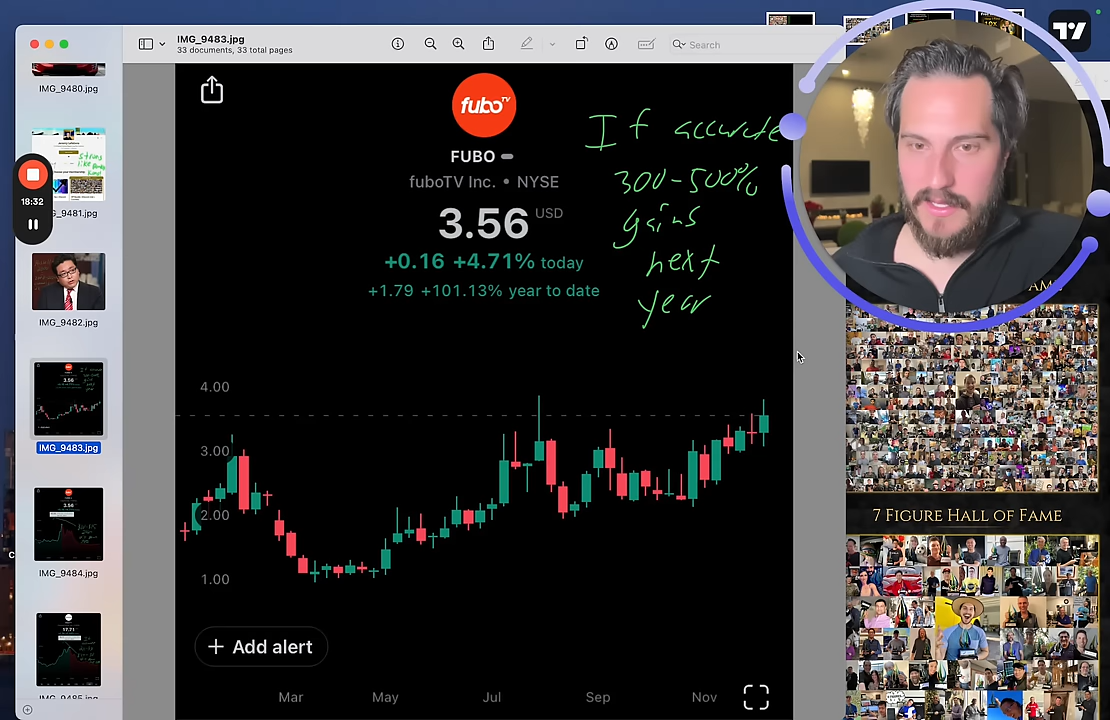 IMG_9483.jpg
33 documents, 33 total pages
Search
IMG_9480.jpg
18:32
_9481.jpg
IMG_9482.jpg
IMG_9483.jpg
IMG_9484.jpg
fubo TV
FUBO
fuboTV Inc. • NYSE
3.56 USD
+0.16 +4.71% today
+1.79 +101.13% year to date
If accurate
300-500%
gains
next
year
4.00
3.00
2.00
1.00
+ Add alert
Mar May Jul Sep Nov
7 Figure Hall of Fame